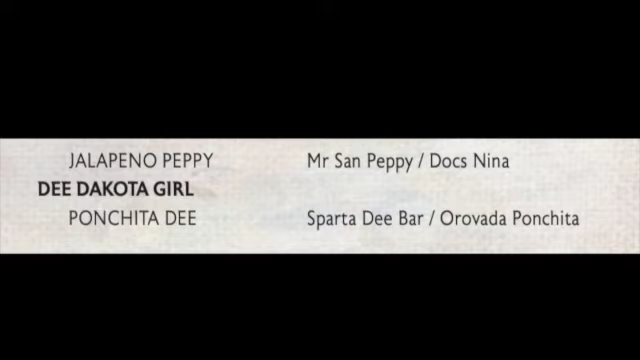 JALAPENO PEPPY Mr San Peppy / Docs Nina
DEE DAKOTA GIRL
PONCHITA DEE Sparta Dee Bar / Orovada Ponchita